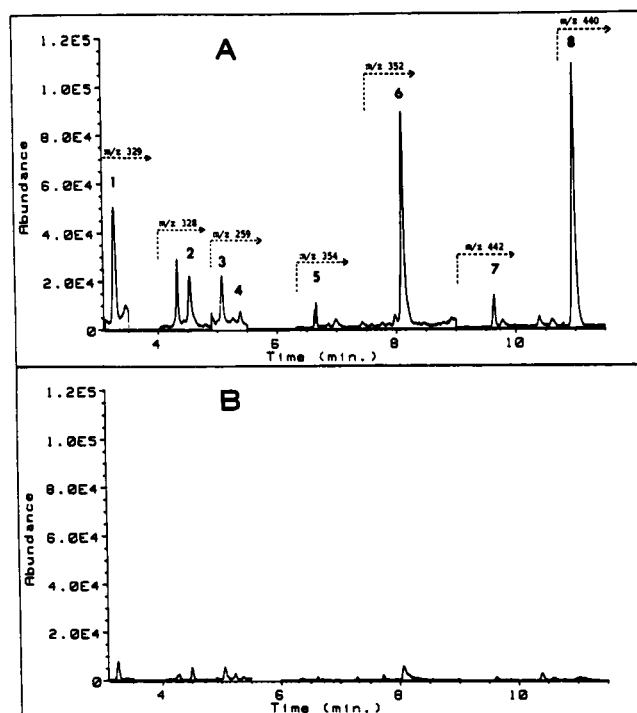 A
1.2E5
1.0E5
8.0E4
6.0E4
4.0E4
2.0E4
0
Abundance
m/z 329
1
m/z 328
2
m/z 259
3
4
m/z 354
5
m/z 352
6
m/z 442
7
m/z 440
8
4
6
8
10
Time (min.)
B
1.2E5
1.0E5
8.0E4
6.0E4
4.0E4
2.0E4
0
Abundance
4
6
8
10
Time (min.)